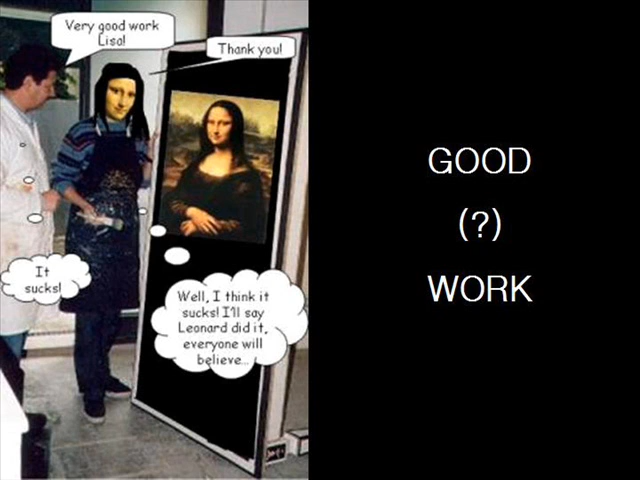 Very good work
Lisa!
Thank you!
It
sucks!
Well, I think it
sucks! I'll say
Leonard did it,
everyone will
believe...
GOOD
(?)
WORK